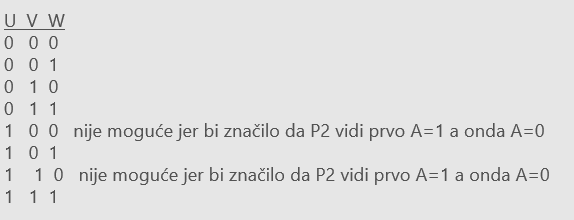 U V W
0 0 0
0 0 1
0 1 0
0 1 1
1 0 0 nije moguće jer bi značilo da P2 vidi prvo A=1 a onda A=0
1 0 1
1 1 0 nije moguće jer bi značilo da P2 vidi prvo A=1 a onda A=0
1 1 1